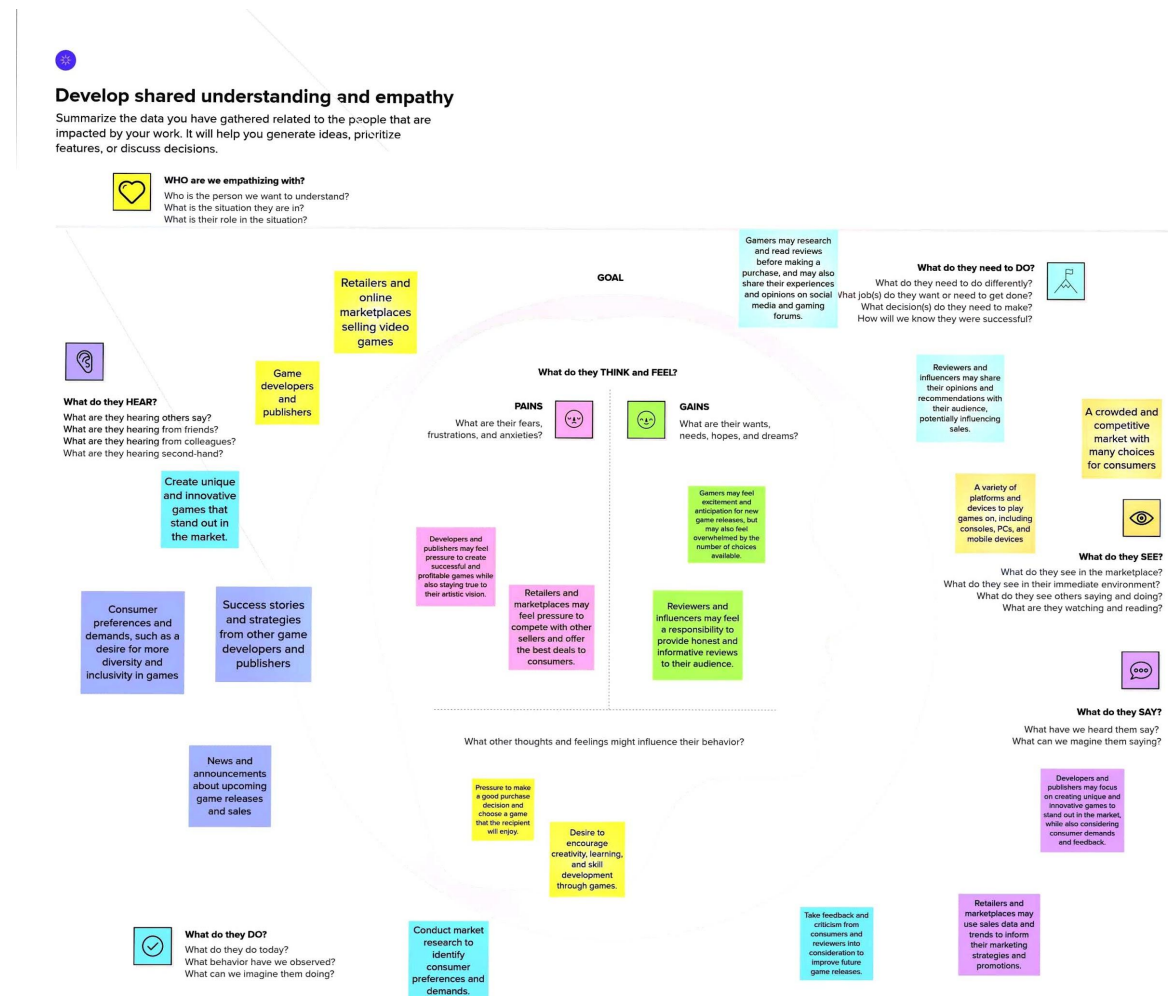 Develop shared understanding and empathy
Summarize the data you have gathered related to the people that are
impacted by your work. It will help you generate ideas, prioritize
features, or discuss decisions.
WHO are we empathizing with?
Who is the person we want to understand?
What is the situation they are in?
What is their role in the situation?
GOAL
Gamers may research
and read reviews
before making a
purchase, and may also
share their experiences
and opinions on social
media and gaming
forums.
What do they need to DO?
What do they need to do differently?
What job(s) do they want or need to get done?
What decision(s) do they need to make?
How will we know they were successful?
Retailers and
online
marketplaces
selling video
games
Game
developers
and
publishers
What do they HEAR?
What are they hearing others say?
What are they hearing from friends?
What are they hearing from colleagues?
What are they hearing second-hand?
What do they THINK and FEEL?
PAINS
What are their fears,
frustrations, and anxieties?
GAINS
What are their wants,
needs, hopes, and dreams?
Reviewers and
influencers may share
their opinions and
recommendations with
their audience,
potentially influencing
sales.
A crowded and
competitive
market with
many choices
for consumers
Create unique
and innovative
games that
stand out in
the market.
A variety of
platforms and
devices to play
games on, including
consoles, PCs, and
mobile devices
Gamers may feel
excitement and
anticipation for new
game releases, but
may also feel
overwhelmed by the
number of choices
available.
Developers and
publishers may feel
pressure to create
successful and
profitable games while
also staying true to
their artistic vision.
Retailers and
marketplaces may
feel pressure to
compete with other
sellers and offer
the best deals to
consumers.
Reviewers and
influencers may feel
a responsibility to
provide honest and
informative reviews
to their audience.
What do they SEE?
What do they see in the marketplace?
What do they see in their immediate environment?
What do they see others saying and doing?
What are they watching and reading?
Consumer
preferences and
demands, such as a
desire for more
diversity and
inclusivity in games
Success stories
and strategies
from other game
developers and
publishers
What do they SAY?
What have we heard them say?
What can we magine them saying?
What other thoughts and feelings might influence their behavior?
News and
announcements
about upcoming
game releases
and sales
Pressure to make
a good purchase
decision and
choose a game
that the recipient
will enjoy.
Desire to
encourage
creativity, learning,
and skill
development
through games.
Developers and
publishers may focus
on creating unique and
innovative games to
stand out in the market,
while also considering
consumer demands
and feedback.
What do they DO?
What do they do today?
What behavior have we observed?
What can we imagine them doing?
Conduct market
research to
identify
consumer
preferences and
demands.
Take feedback and
criticism from
consumers and
reviewers into
consideration to
improve future
game releases.
Retailers and
marketplaces may
use sales data and
trends to inform
their marketing
strategies and
promotions.